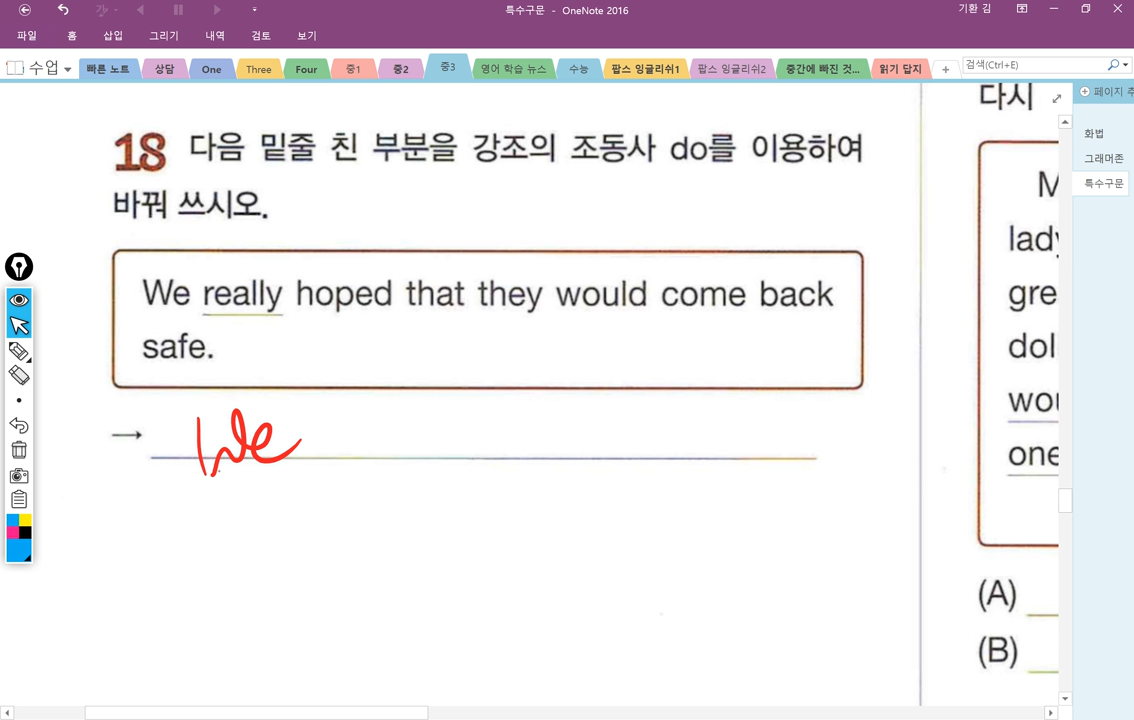 특수구문 - OneNote 2016
기환 김
파일 홈 삽입 그리기 내역 검토 보기
수업 빠른 노트 상담 One Three Four 중1 중2 중3 영어 학습 뉴스 수능 팝스 잉글리쉬1 팝스 잉글리쉬2 중간에 빠진 것... 읽기 답지 검색(Ctrl+E)
페이지 추
화법
그래머존
특수구문
18 다음 밑줄 친 부분을 강조의 조동사 do를 이용하여
바꿔 쓰시오.
We really hoped that they would come back
safe.
→ We
다시
M
lady
gre
dol
wou
one
(A)
(B)